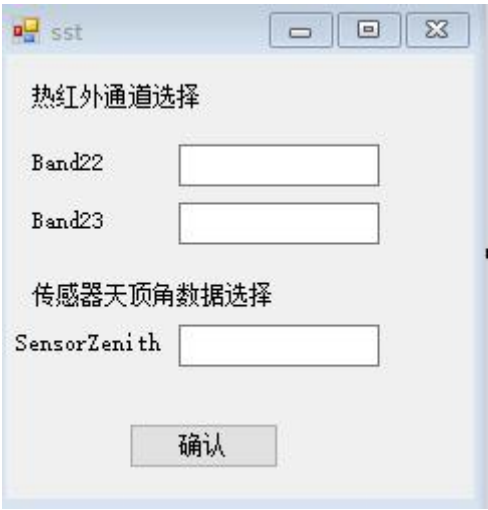 sst
热红外通道选择
Band22
Band23
传感器天顶角数据选择
SensorZenith
确认